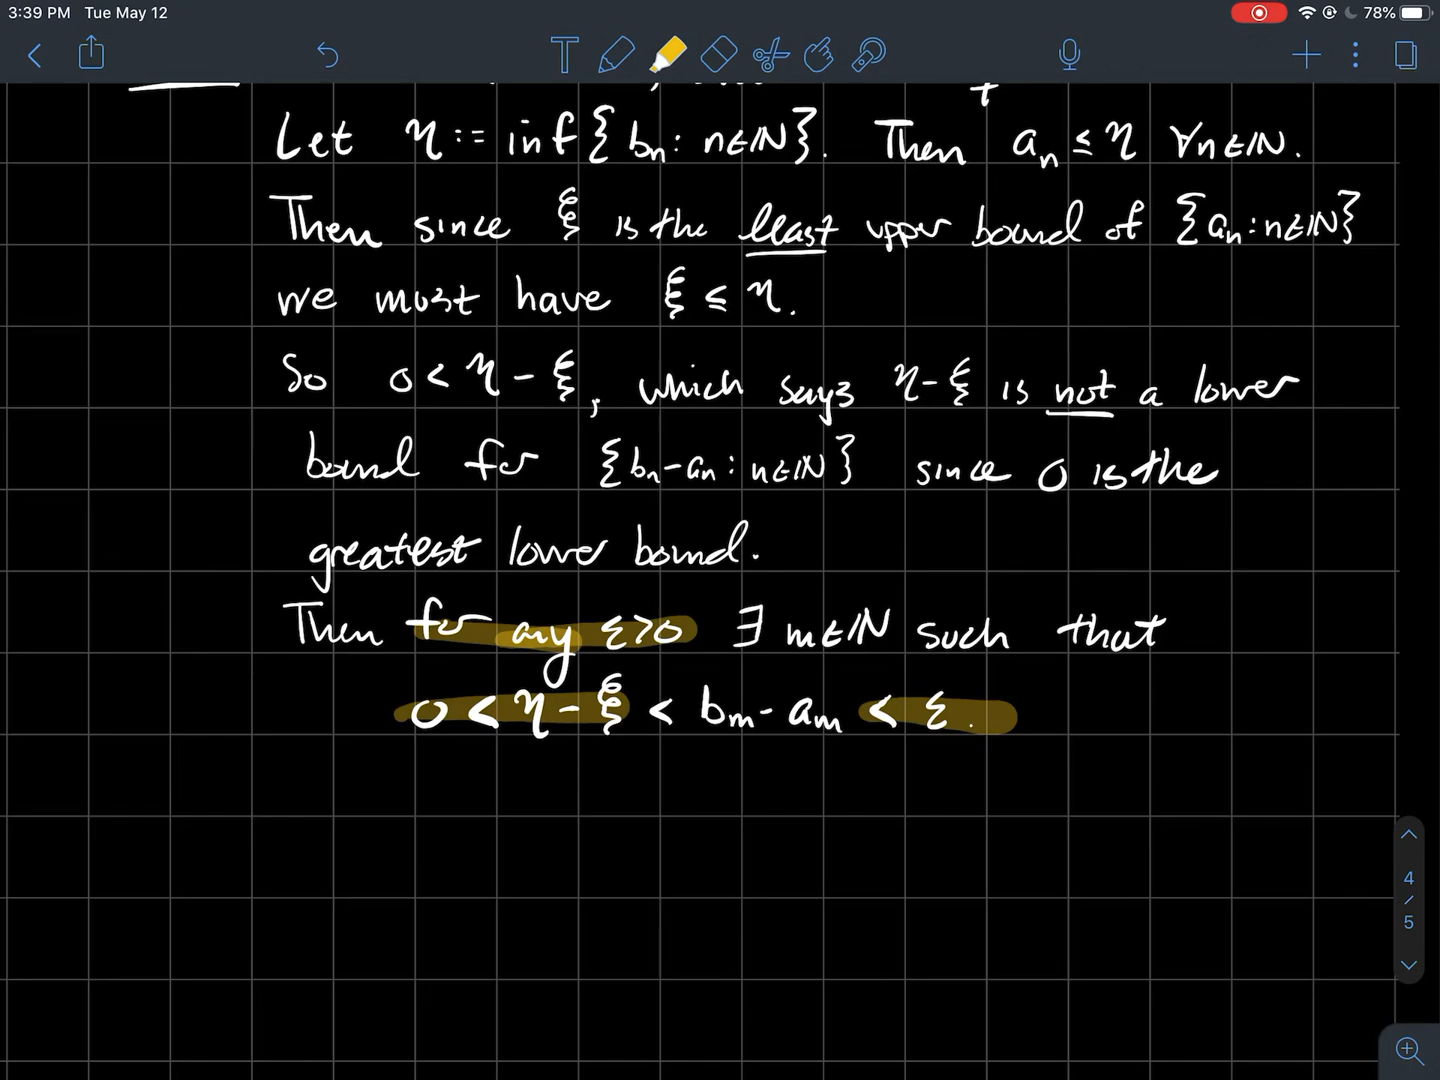 3:39 PM Tue May 12
78%
Let η := inf{bn : n∈ℕ}. Then an ≤ η ∀n∈ℕ.
Then since ξ is the least upper bound of {an : n∈ℕ}
we must have ξ ≤ η.
So 0 < η - ξ, which says η - ξ is not a lower
bound for {bn - an : n∈ℕ} since 0 is the
greatest lower bound.
Then for any ε>0 ∃ m∈ℕ such that
0 < η - ξ < bm - am < ε.
4
/
5